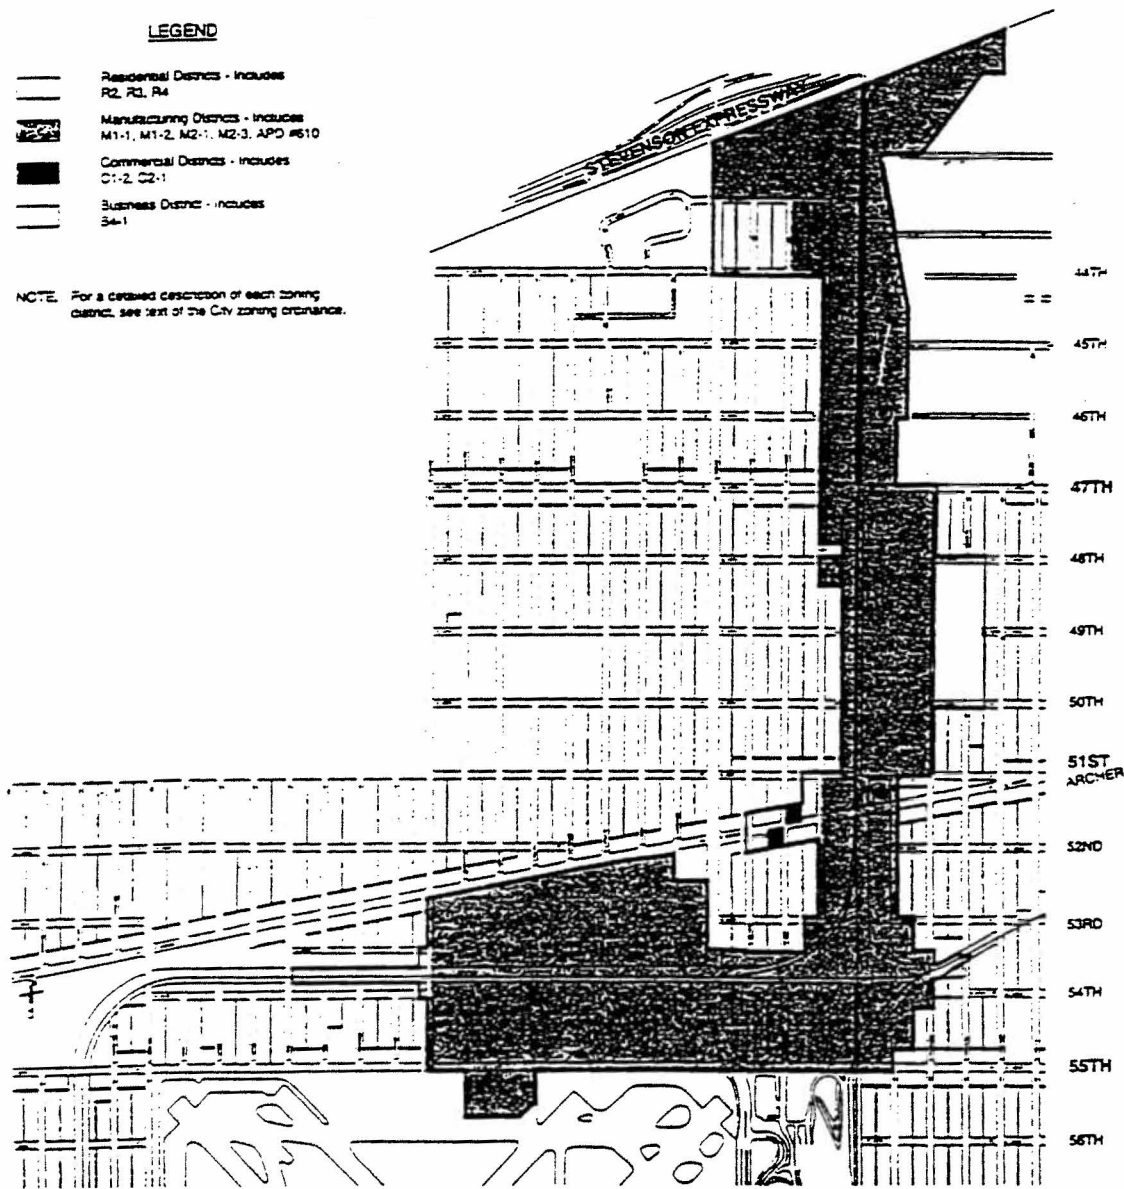 LEGEND
Residential Districts - Includes
R2, R3, R4
Manufacturing Districts - Includes
M1-1, M1-2, M2-1, M2-3, APD #610
Commercial Districts - Includes
C1-2, C2-1
Business District - Includes
B4-1
NOTE: For a detailed description of each zoning
district, see text of the City zoning ordinance.
STEVENSON EXPRESSWAY
44TH
45TH
46TH
47TH
48TH
49TH
50TH
51ST
ARCHER
52ND
53RD
54TH
55TH
56TH